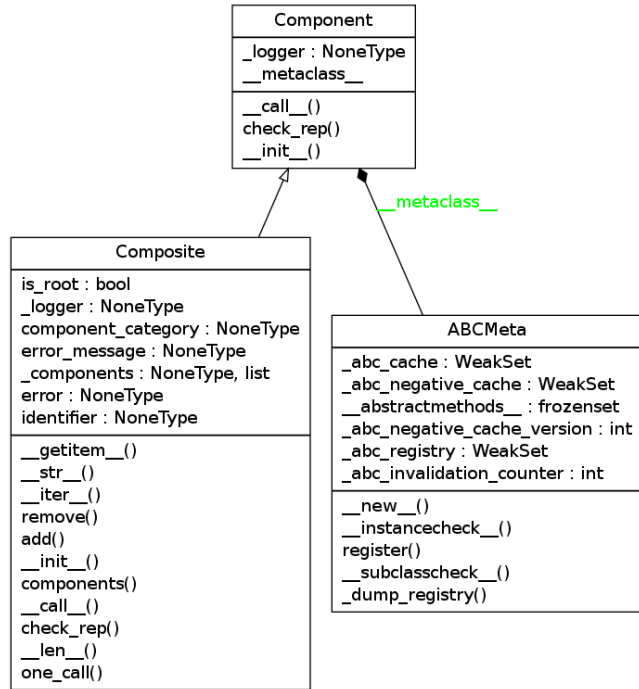 Component
_logger : NoneType
__metaclass__
__call__()
check_rep()
__init__()
__metaclass__
Composite
is_root : bool
_logger : NoneType
component_category : NoneType
error_message : NoneType
_components : NoneType, list
error : NoneType
identifier : NoneType
__getitem__()
__str__()
__iter__()
remove()
add()
__init__()
components()
__call__()
check_rep()
__len__()
one_call()
ABCMeta
_abc_cache : WeakSet
_abc_negative_cache : WeakSet
__abstractmethods__ : frozenset
_abc_negative_cache_version : int
_abc_registry : WeakSet
_abc_invalidation_counter : int
__new__()
__instancecheck__()
register()
__subclasscheck__()
_dump_registry()